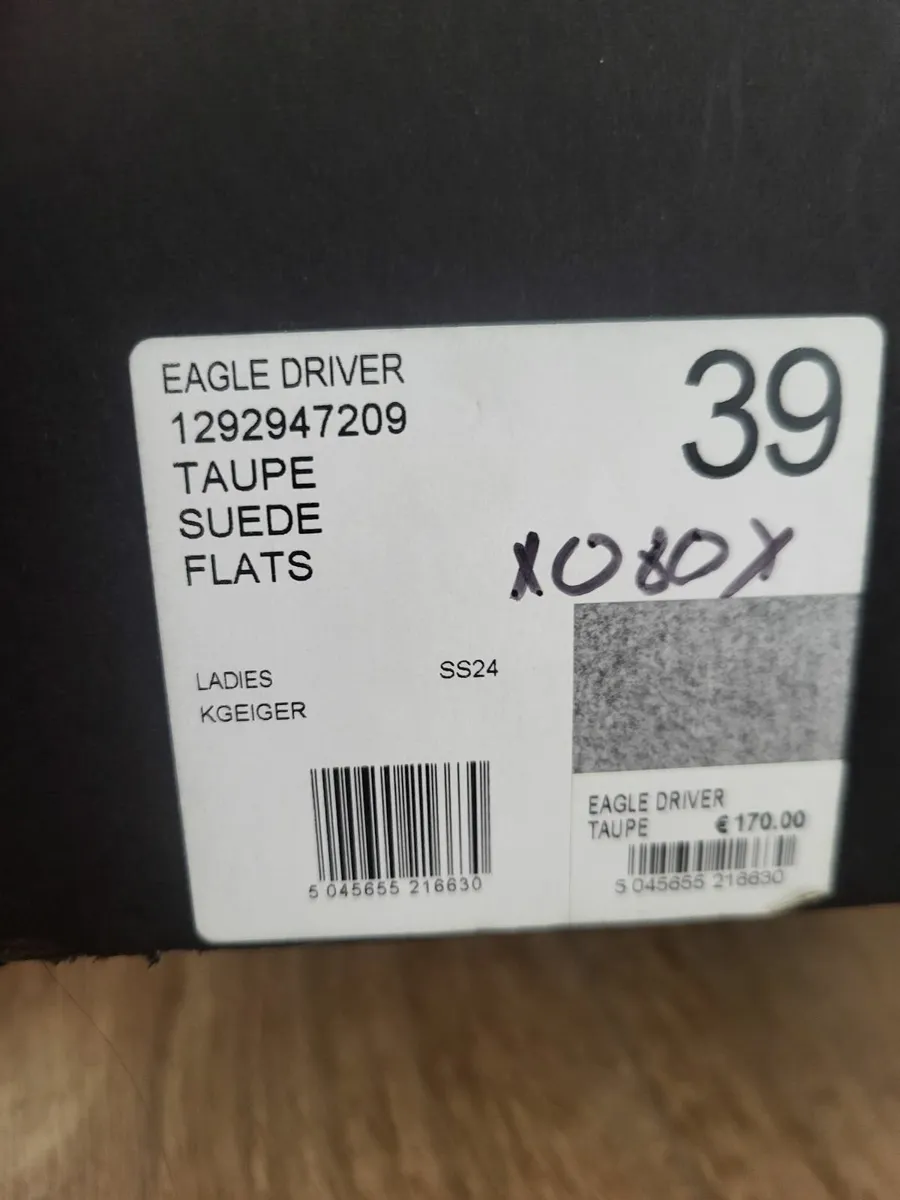 EAGLE DRIVER
39
1292947209
TAUPE
SUEDE
FLATS
XO80X
LADIES
SS24
KGEIGER
5 045655 216630
EAGLE DRIVER
TAUPE € 170.00
5 045655 216630